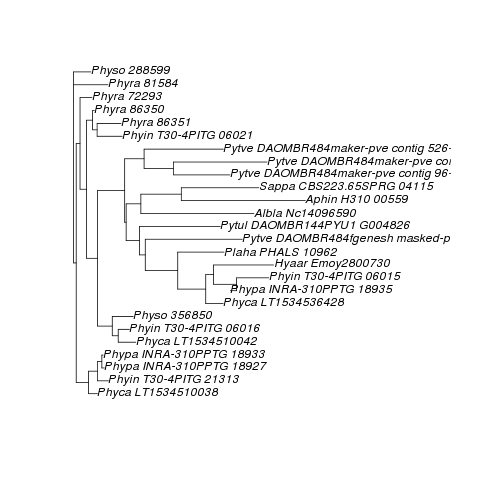 Physo 288599
Phyra 81584
Phyra 72293
Phyra 86350
Phyra 86351
Phyin T30-4PITG 06021
Pytve DAOMBR484maker-pve contig 526-
Pytve DAOMBR484maker-pve co
Pytve DAOMBR484maker-pve contig 96-
Sappa CBS223.65SPRG 04115
Aphin H310 00559
Albla Nc14096590
Pytul DAOMBR144PYU1 G004826
Pytve DAOMBR484fgenesh masked-p
Plaha PHALS 10962
Hyaar Emoy2800730
Phyin T30-4PITG 06015
Phypa INRA-310PPTG 18935
Phyca LT1534536428
Physo 356850
Phyin T30-4PITG 06016
Phyca LT1534510042
Phypa INRA-310PPTG 18933
Phypa INRA-310PPTG 18927
Phyin T30-4PITG 21313
Phyca LT1534510038